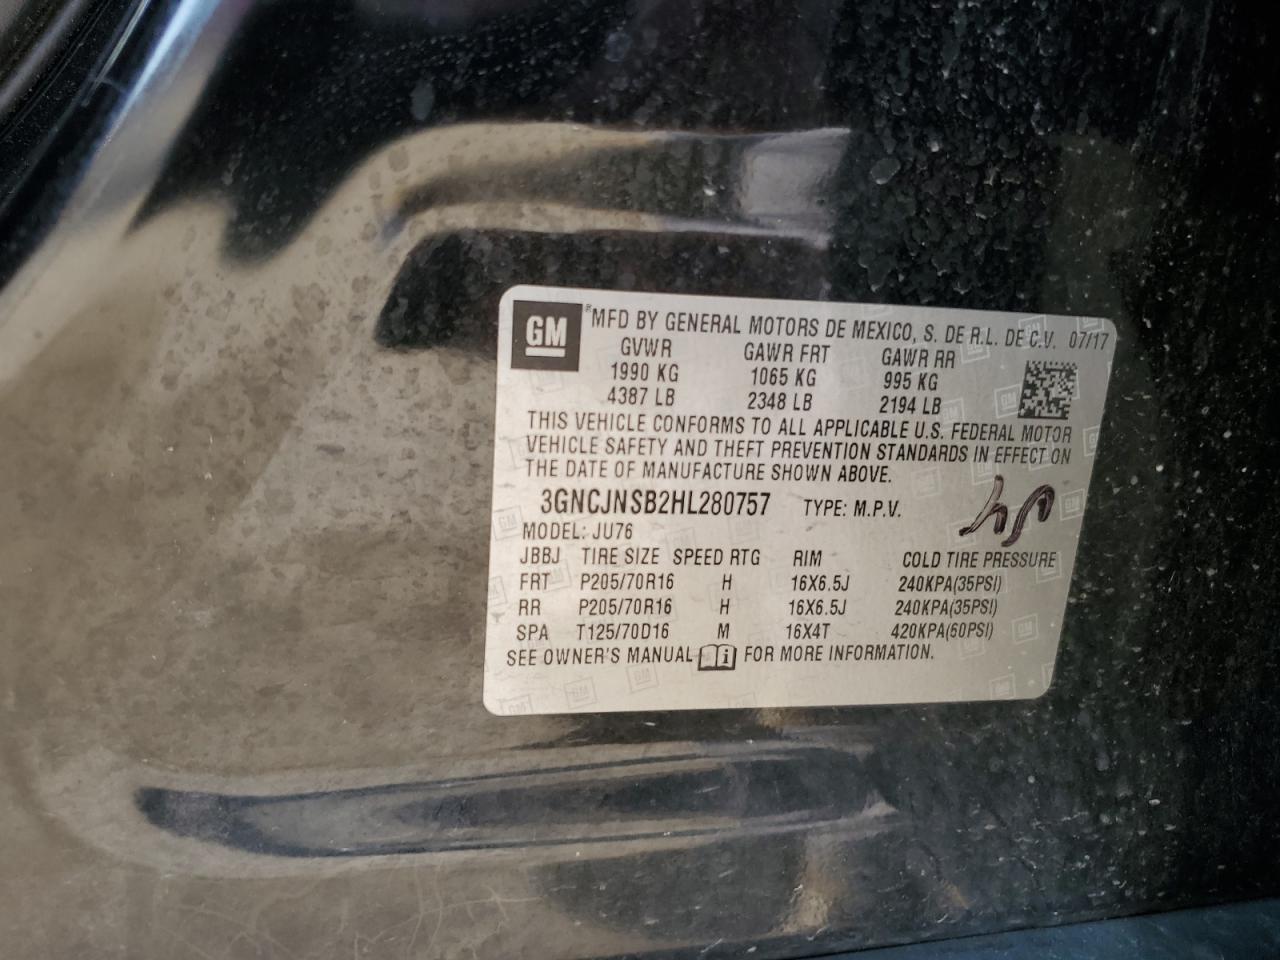 GM ® MFD BY GENERAL MOTORS DE MEXICO, S. DE R.L. DE C.V. 07/17
GVWR GAWR FRT GAWR RR
1990 KG 1065 KG 995 KG
4387 LB 2348 LB 2194 LB
THIS VEHICLE CONFORMS TO ALL APPLICABLE U.S. FEDERAL MOTOR
VEHICLE SAFETY AND THEFT PREVENTION STANDARDS IN EFFECT ON
THE DATE OF MANUFACTURE SHOWN ABOVE.
3GNCJNSB2HL280757 TYPE: M.P.V.
MODEL: JU76
JBBJ TIRE SIZE SPEED RTG RIM COLD TIRE PRESSURE
FRT P205/70R16 H 16X6.5J 240KPA(35PSI)
RR P205/70R16 H 16X6.5J 240KPA(35PSI)
SPA T125/70D16 M 16X4T 420KPA(60PSI)
SEE OWNER'S MANUAL i FOR MORE INFORMATION.